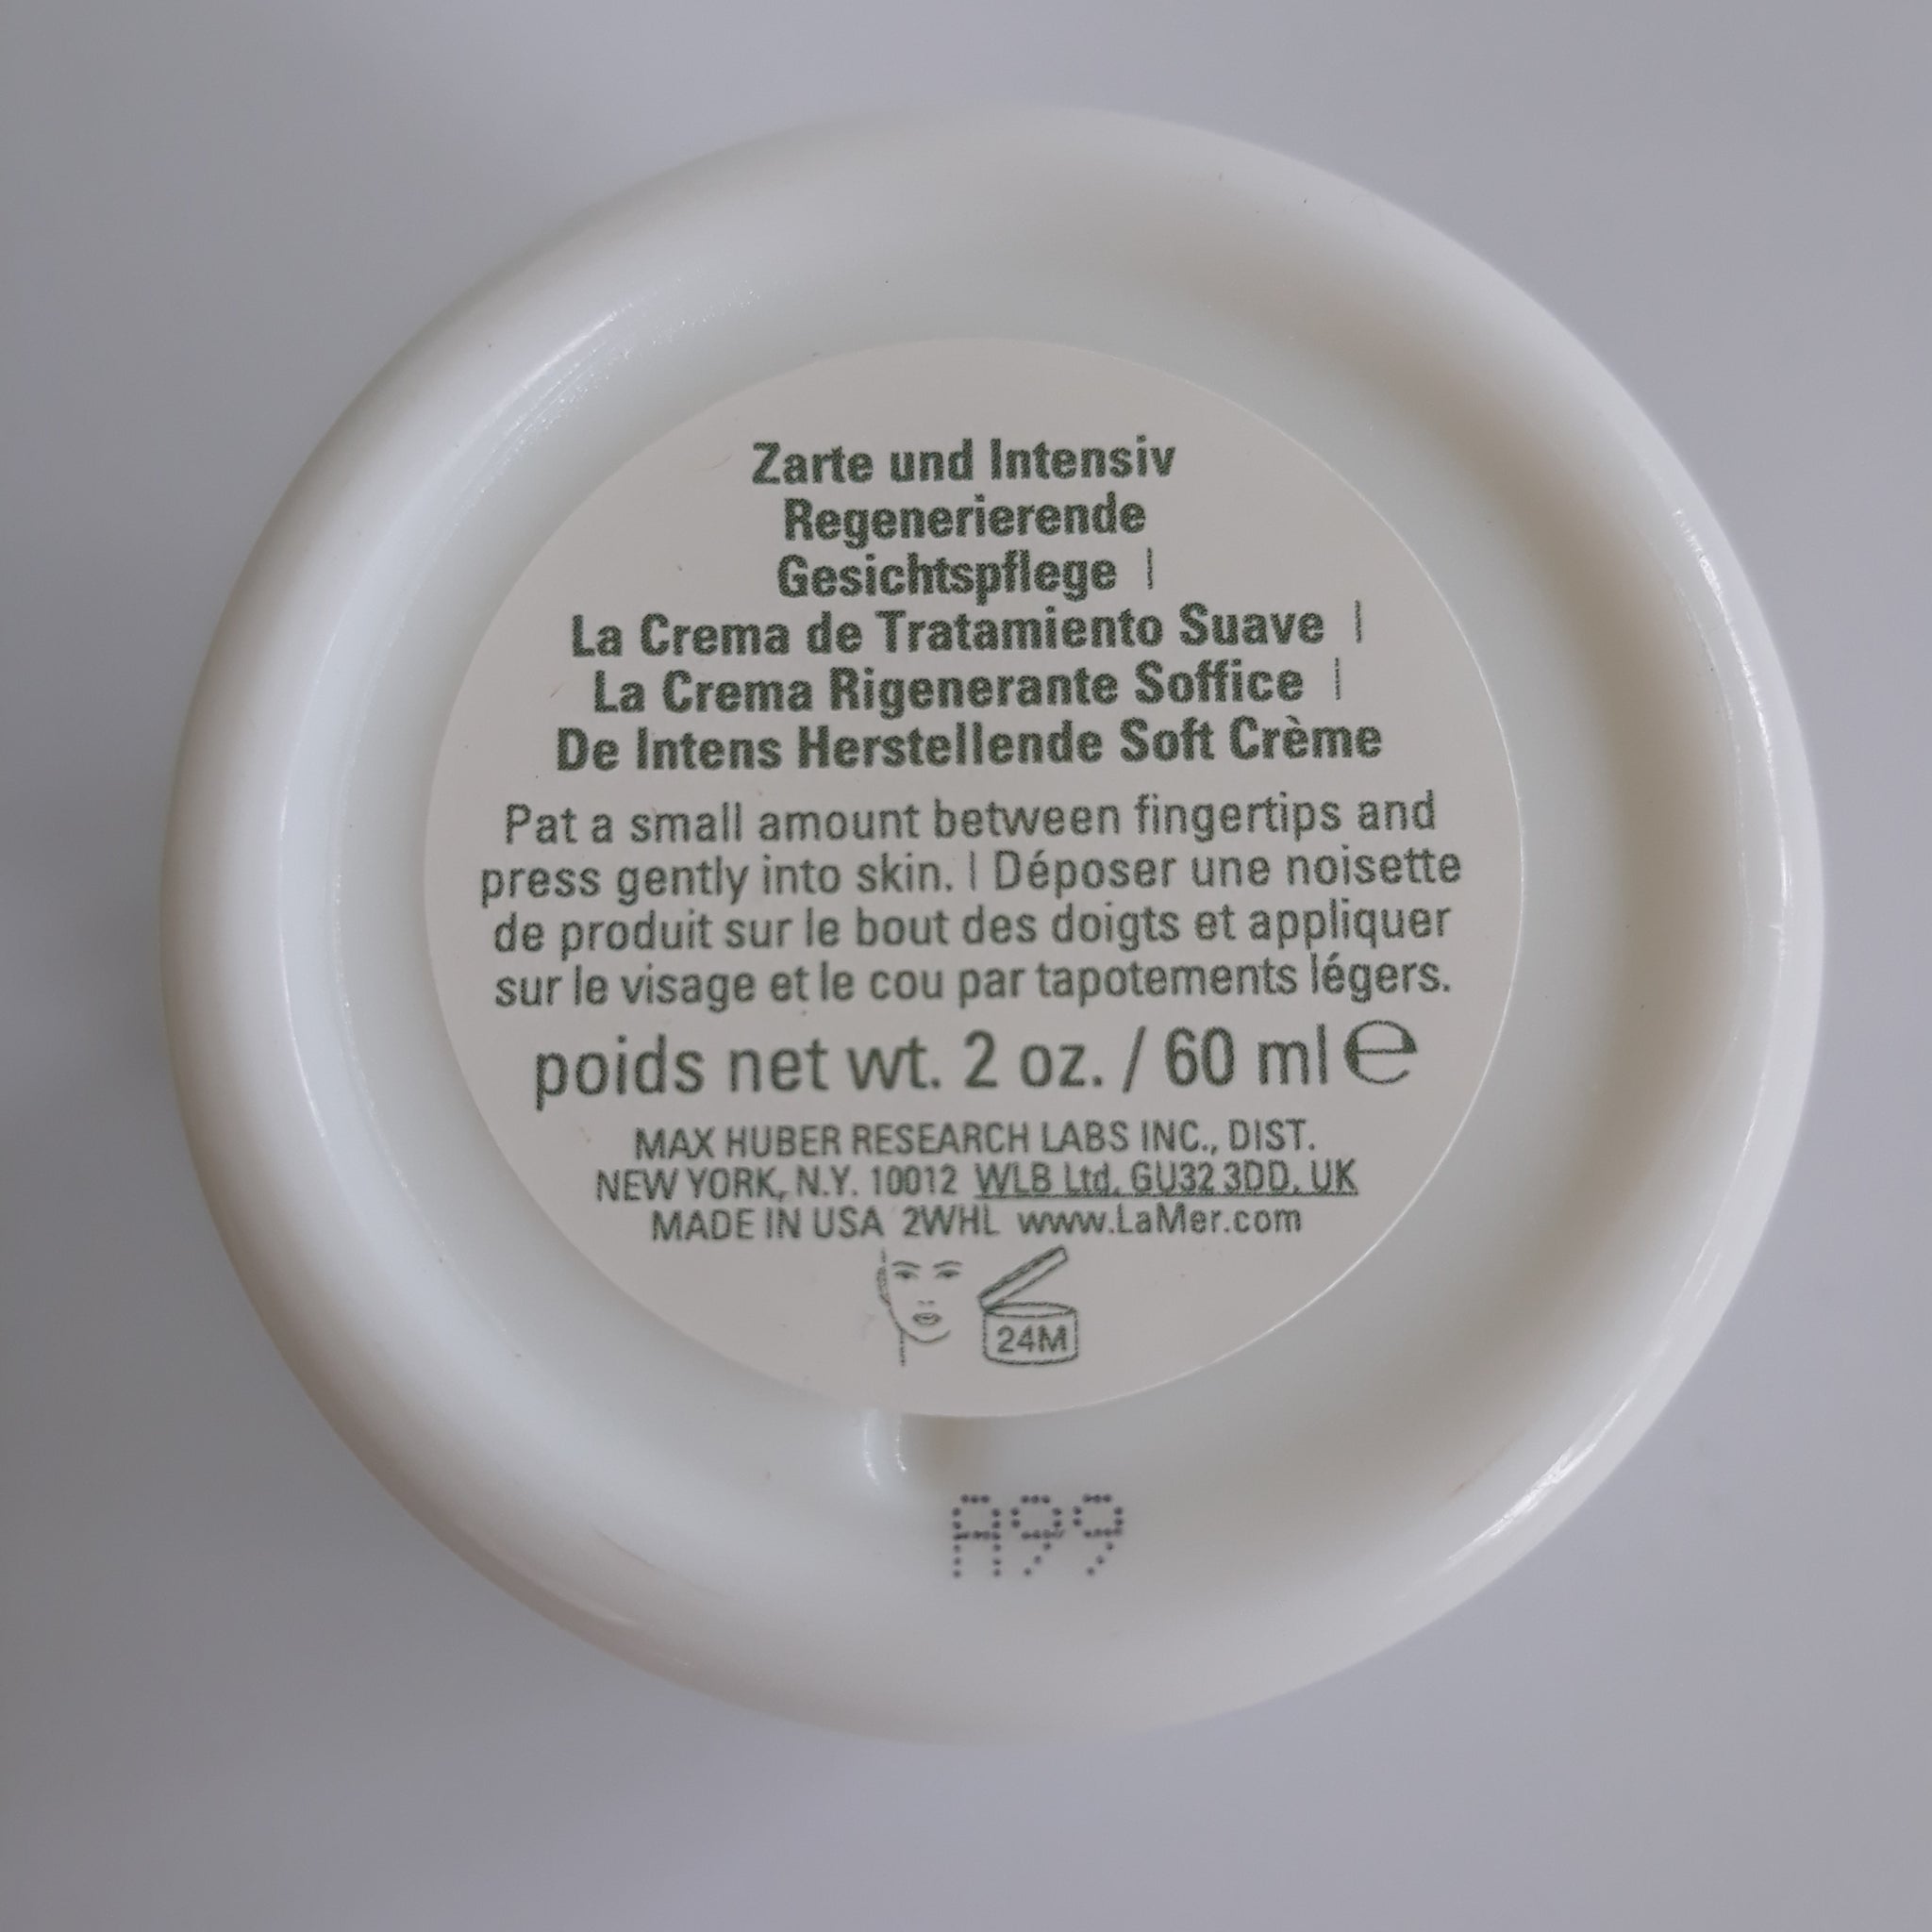 Zarte und Intensiv
Regenerierende
Gesichtspflege |
La Crema de Tratamiento Suave |
La Crema Rigenerante Soffice |
De Intens Herstellende Soft Crème
Pat a small amount between fingertips and
press gently into skin. | Déposer une noisette
de produit sur le bout des doigts et appliquer
sur le visage et le cou par tapotements légers.
poids net wt. 2 oz. / 60 ml ℮
MAX HUBER RESEARCH LABS INC., DIST.
NEW YORK, N.Y. 10012 WLB Ltd. GU32 3DD, UK
MADE IN USA 2WHL www.LaMer.com
24M
A99